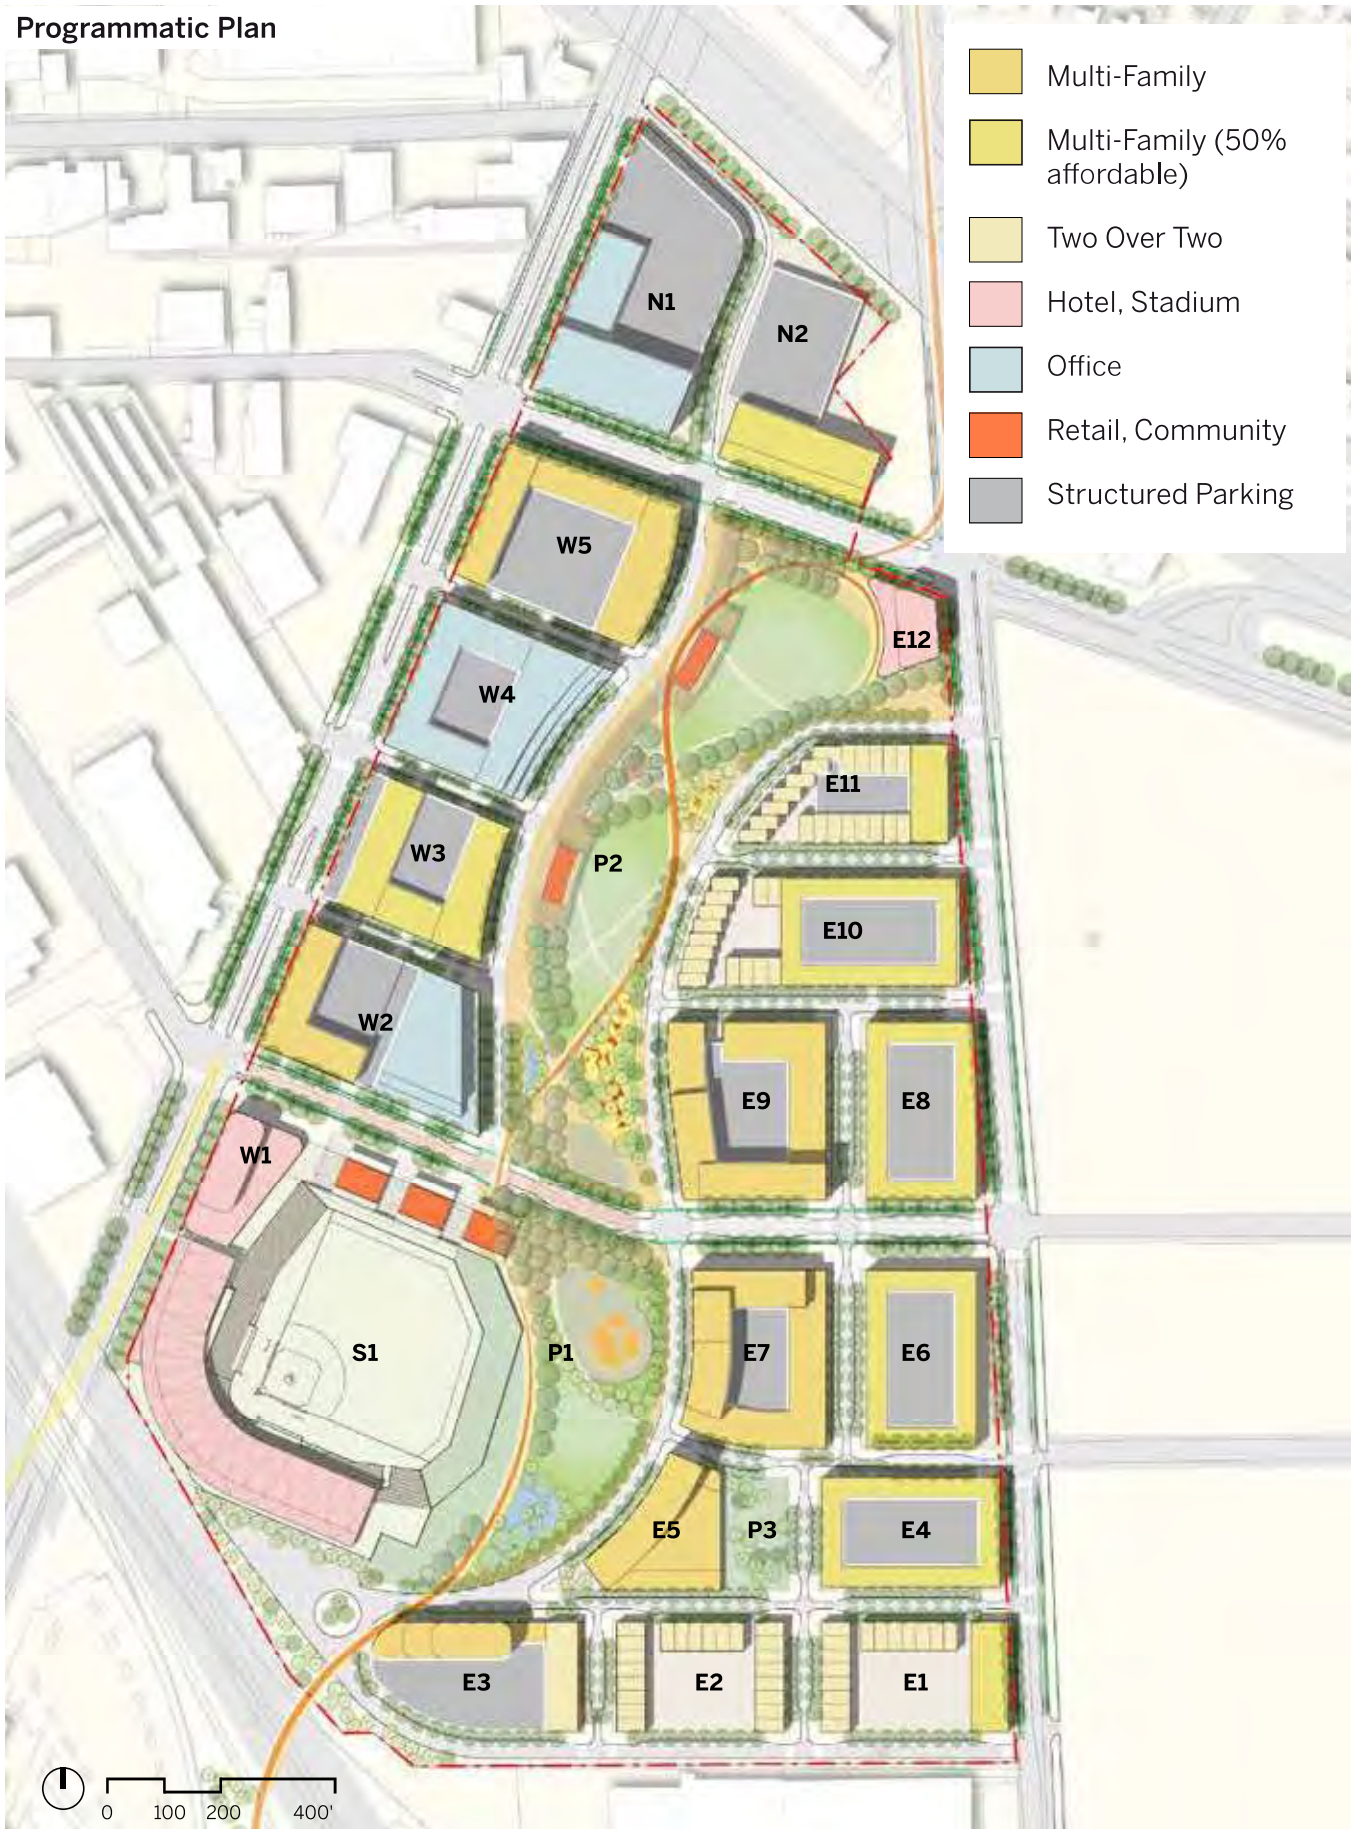 Programmatic Plan
Multi-Family
Multi-Family (50%
affordable)
Two Over Two
Hotel, Stadium
Office
Retail, Community
Structured Parking
N1
N2
W5
E12
W4
E11
W3
P2
E10
W2
E9
E8
W1
S1
P1
E7
E6
E5
P3
E4
E3
E2
E1
0 100 200 400'